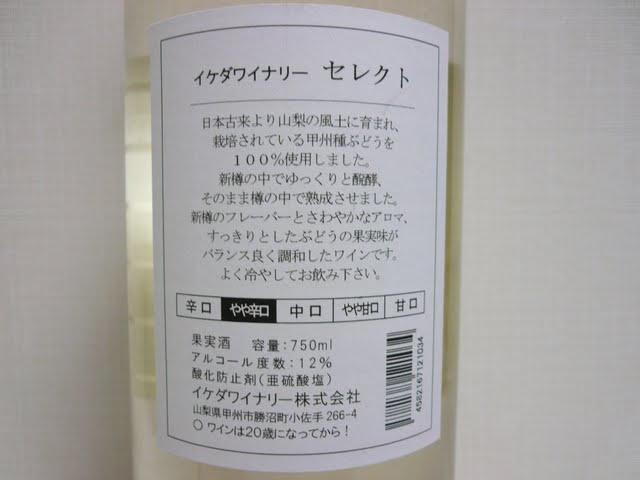 イケダワイナリー セレクト
日本古来より山梨の風土に育まれ、
栽培されている甲州種ぶどうを
100%使用しました。
新樽の中でゆっくりと醗酵、
そのまま樽の中で熟成させました。
新樽のフレーバーとさわやかなアロマ、
すっきりとしたぶどうの果実味が
バランス良く調和したワインです。
よく冷やしてお飲み下さい。
辛口 やや辛口 中口 やや甘口 甘口
果実酒 容量:750ml
アルコール度数:12%
酸化防止剤(亜硫酸塩)
イケダワイナリー株式会社
山梨県甲州市勝沼町小佐手266-4
○ ワインは20歳になってから!
4582167121034